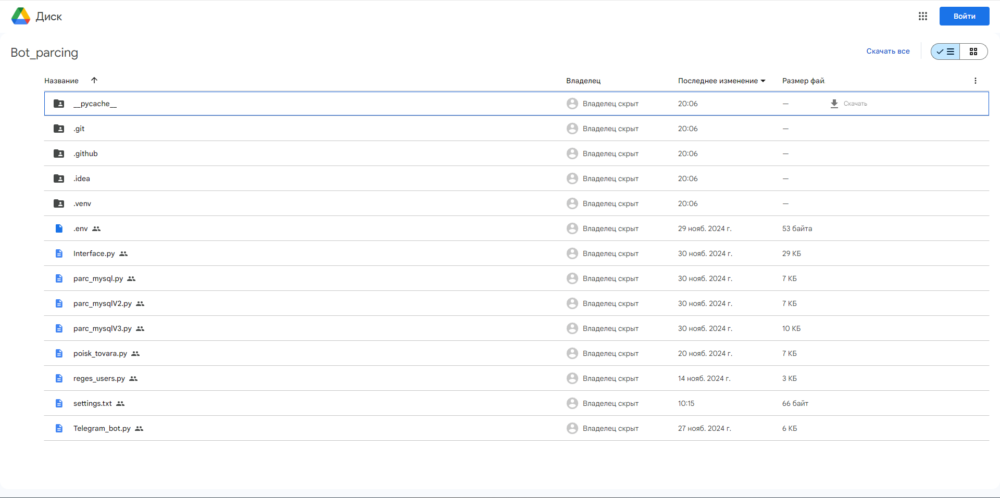 Диск
Войти
Bot_parcing
Скачать все
Название Владелец Последнее изменение Размер фай.
__pycache__ Владелец скрыт 20:06 — Скачать
.git Владелец скрыт 20:06 —
.github Владелец скрыт 20:06 —
.idea Владелец скрыт 20:06 —
.venv Владелец скрыт 20:06 —
.env Владелец скрыт 29 нояб. 2024 г. 53 байта
Interface.py Владелец скрыт 30 нояб. 2024 г. 29 КБ
parc_mysql.py Владелец скрыт 30 нояб. 2024 г. 7 КБ
parc_mysqlV2.py Владелец скрыт 30 нояб. 2024 г. 7 КБ
parc_mysqlV3.py Владелец скрыт 30 нояб. 2024 г. 10 КБ
poisk_tovara.py Владелец скрыт 20 нояб. 2024 г. 7 КБ
reges_users.py Владелец скрыт 14 нояб. 2024 г. 3 КБ
settings.txt Владелец скрыт 10:15 66 байт
Telegram_bot.py Владелец скрыт 27 нояб. 2024 г. 6 КБ